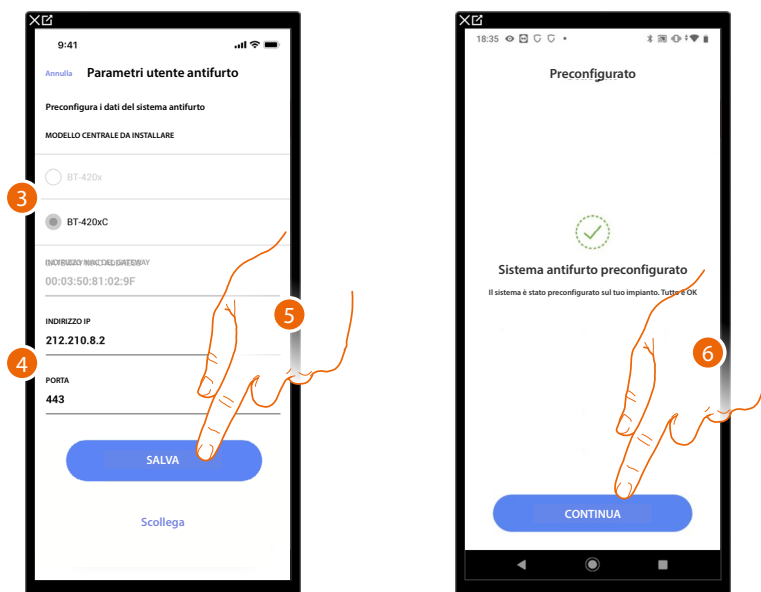 9:41
Annulla Parametri utente antifurto
Preconfigura i dati del sistema antifurto
MODELLO CENTRALE DA INSTALLARE
BT-420x
3
BT-420xC
00:03:50:81:02:9F
5
INDIRIZZO IP
212.210.8.2
4
PORTA
443
SALVA
Scollega
18:35
Preconfigurato
Sistema antifurto preconfigurato
Il sistema è stato preconfigurato sul tuo impianto. Tutto è OK
6
CONTINUA